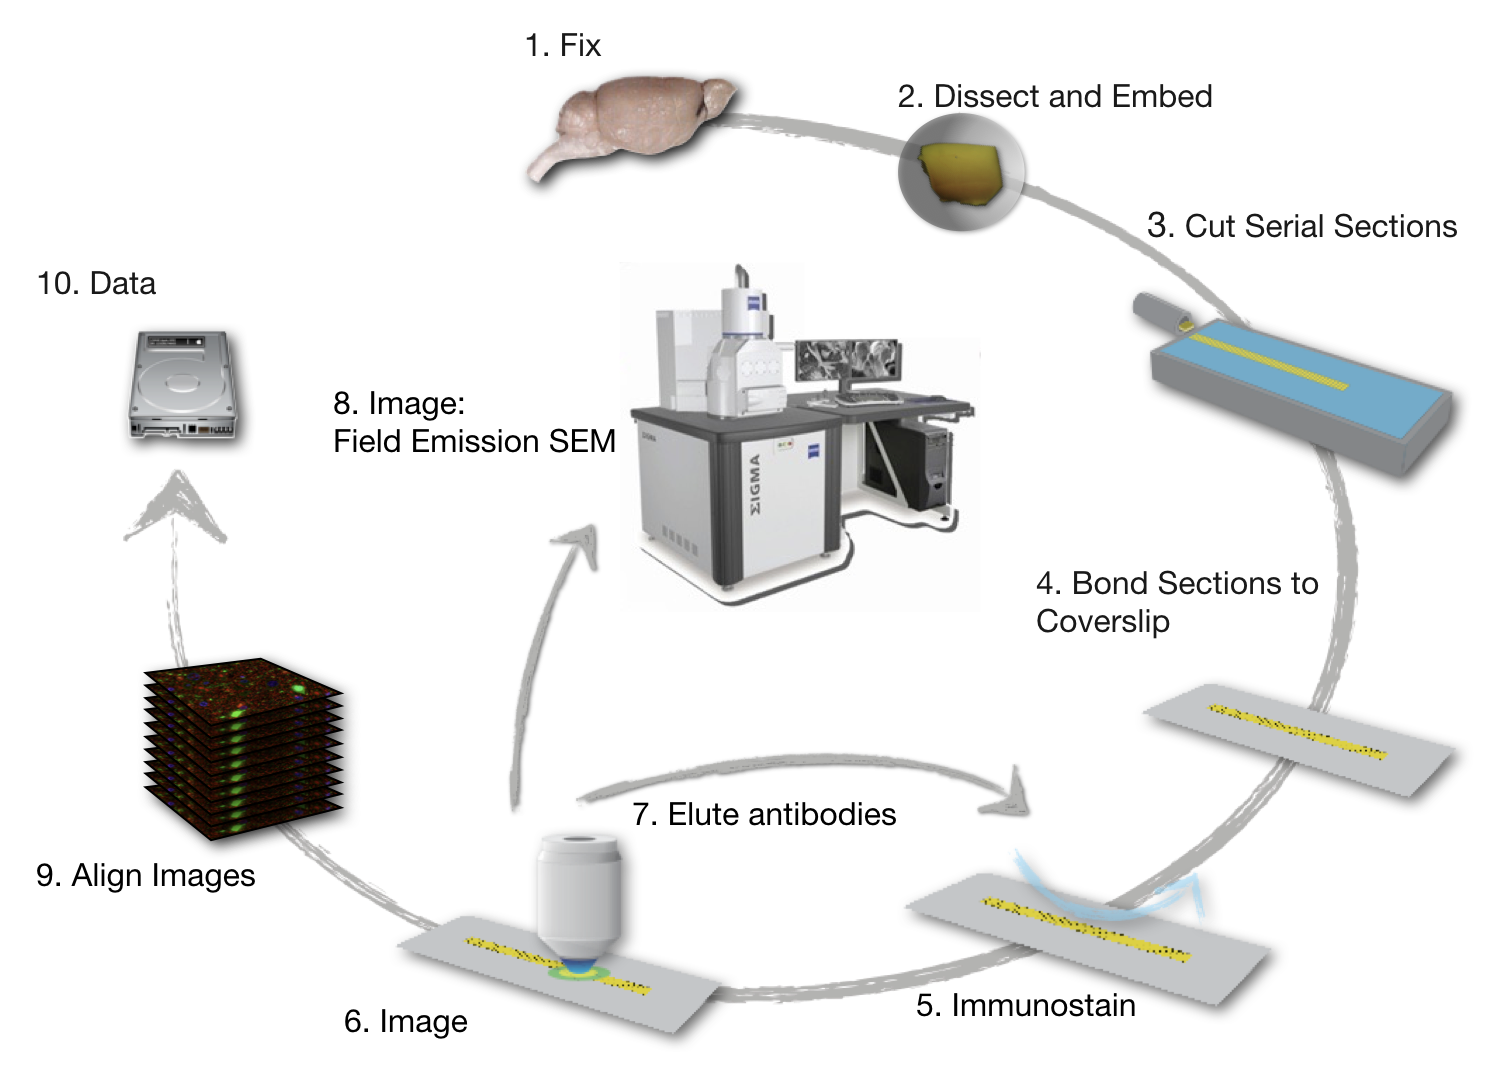 1. Fix
2. Dissect and Embed
3. Cut Serial Sections
10. Data
8. Image:
Field Emission SEM
ΣIGMA
4. Bond Sections to
Coverslip
7. Elute antibodies
9. Align Images
5. Immunostain
6. Image